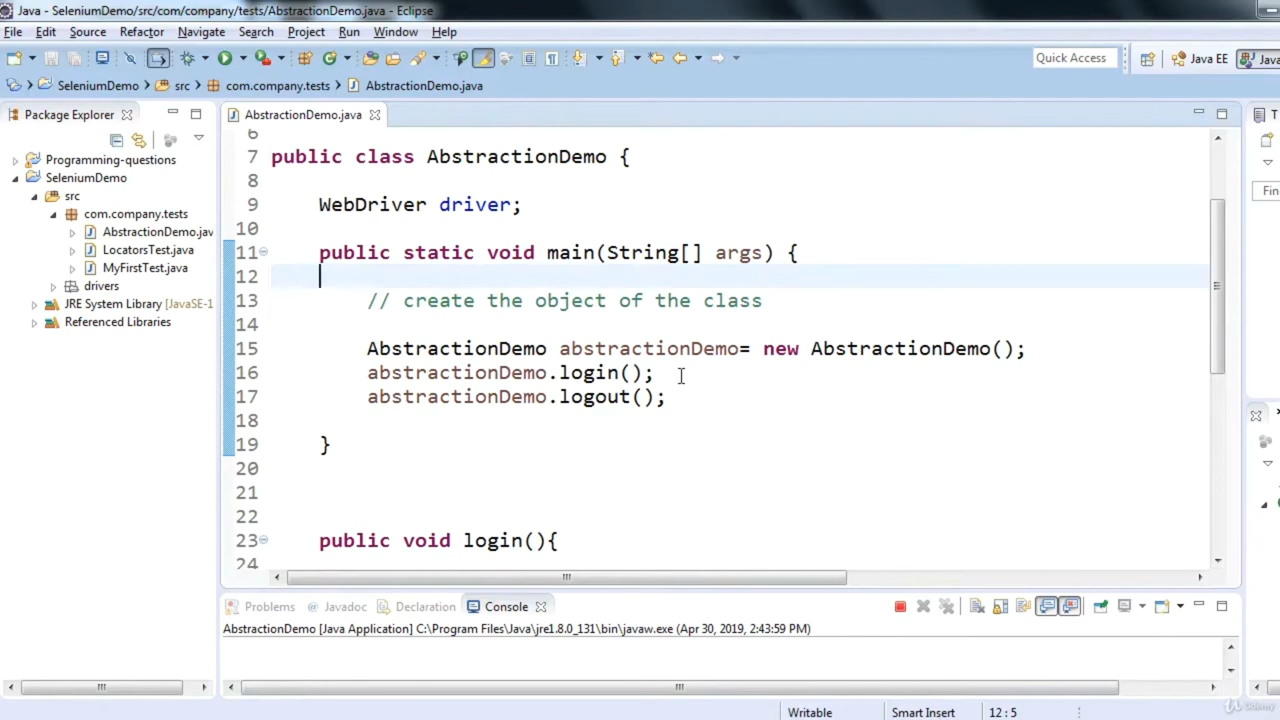 Java - SeleniumDemo/src/com/company/tests/AbstractionDemo.java - Eclipse
File Edit Source Refactor Navigate Search Project Run Window Help
Quick Access Java EE Java
SeleniumDemo src com.company.tests AbstractionDemo.java
Package Explorer
Programming-questions
SeleniumDemo
src
com.company.tests
AbstractionDemo.jav
LocatorsTest.java
MyFirstTest.java
drivers
JRE System Library [JavaSE-1
Referenced Libraries
AbstractionDemo.java
6
7 public class AbstractionDemo {
8
9 WebDriver driver;
10
11 public static void main(String[] args) {
12
13 // create the object of the class
14
15 AbstractionDemo abstractionDemo= new AbstractionDemo();
16 abstractionDemo.login();
17 abstractionDemo.logout();
18
19 }
20
21
22
23 public void login(){
24
T
Fin
Problems @ Javadoc Declaration Console
AbstractionDemo [Java Application] C:\Program Files\Java\jre1.8.0_131\bin\javaw.exe (Apr 30, 2019, 2:43:59 PM)
Writable Smart Insert 12 : 5
Udemy